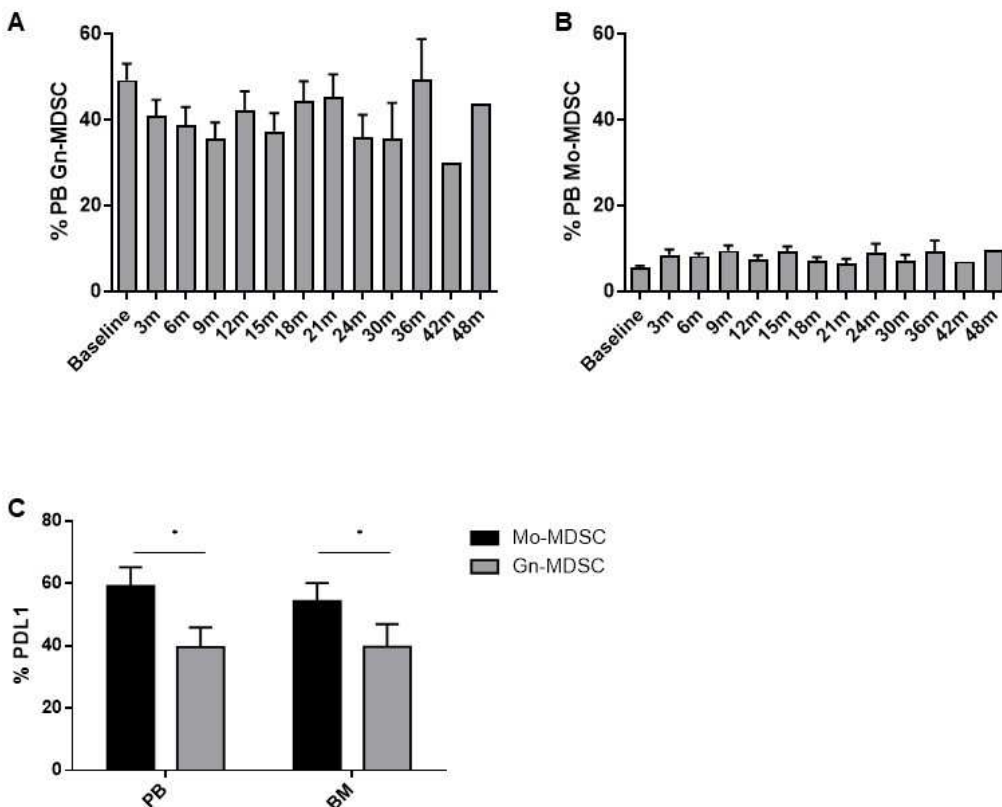 A
% PB Gn-MDSC
60
40
20
0
Baseline
3m
6m
9m
12m
15m
18m
21m
24m
30m
36m
42m
48m
B
% PB Mo-MDSC
60
40
20
0
Baseline
3m
6m
9m
12m
15m
18m
21m
24m
30m
36m
42m
48m
C
% PDL1
80
60
40
20
0
*
*
PB
BM
Mo-MDSC
Gn-MDSC